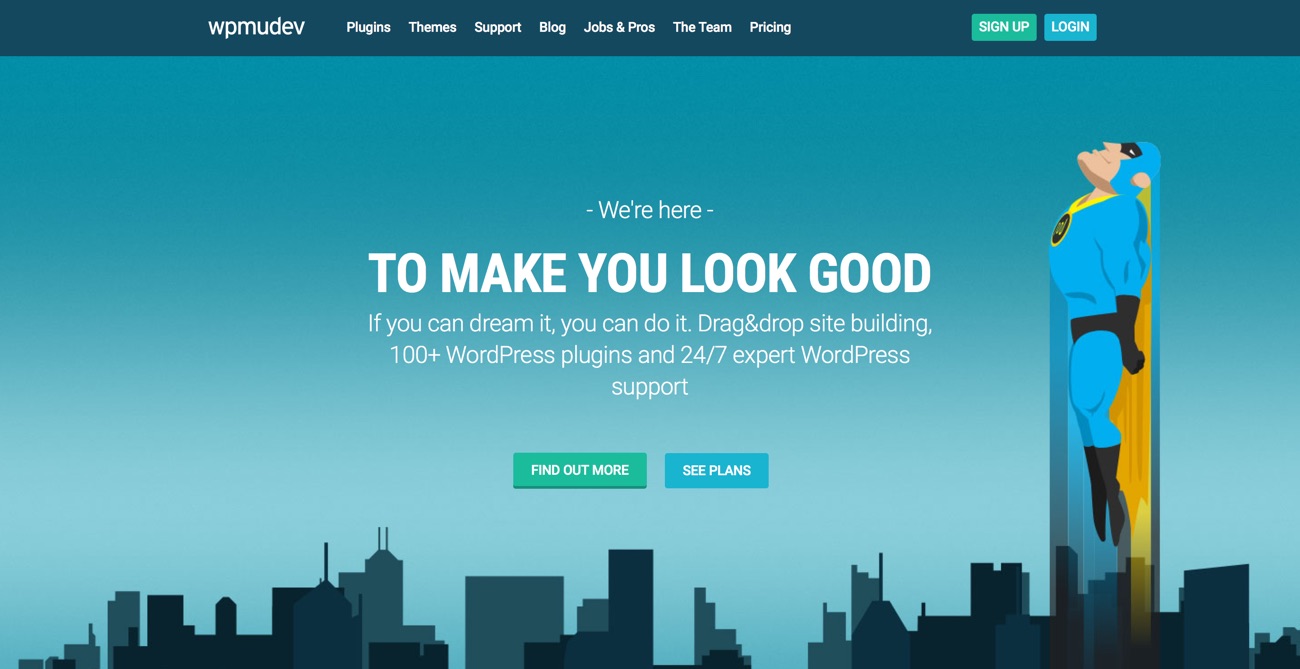 wpmudev Plugins Themes Support Blog Jobs & Pros The Team Pricing SIGN UP LOGIN
- We're here -
TO MAKE YOU LOOK GOOD
If you can dream it, you can do it. Drag&drop site building,
100+ WordPress plugins and 24/7 expert WordPress
support
FIND OUT MORE SEE PLANS